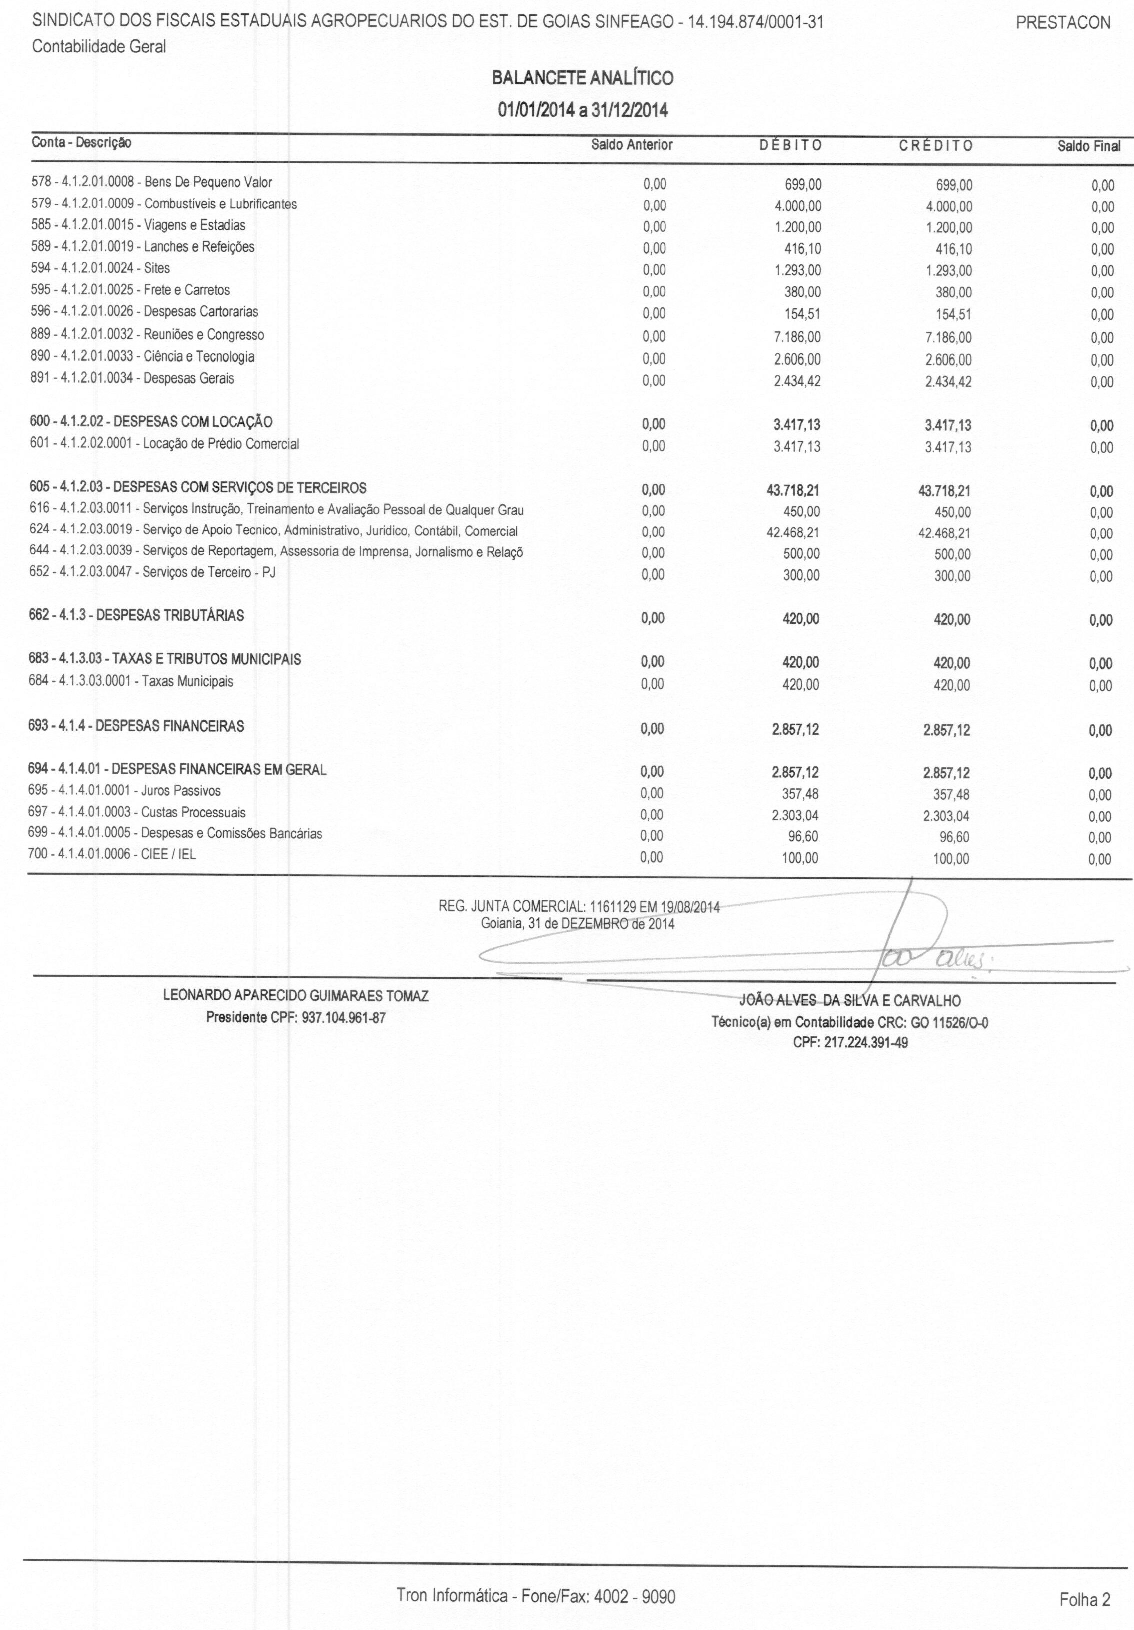 SINDICATO DOS FISCAIS ESTADUAIS AGROPECUARIOS DO EST. DE GOIAS SINFEAGO - 14.194.874/0001-31 PRESTACON
Contabilidade Geral
BALANCETE ANALÍTICO
01/01/2014 a 31/12/2014
Conta - Descrição Saldo Anterior DÉBITO CRÉDITO Saldo Final
578 - 4.1.2.01.0008 - Bens De Pequeno Valor 0,00 699,00 699,00 0,00
579 - 4.1.2.01.0009 - Combustíveis e Lubrificantes 0,00 4.000,00 4.000,00 0,00
585 - 4.1.2.01.0015 - Viagens e Estadias 0,00 1.200,00 1.200,00 0,00
589 - 4.1.2.01.0019 - Lanches e Refeições 0,00 416,10 416,10 0,00
594 - 4.1.2.01.0024 - Sites 0,00 1.293,00 1.293,00 0,00
595 - 4.1.2.01.0025 - Frete e Carretos 0,00 380,00 380,00 0,00
596 - 4.1.2.01.0026 - Despesas Cartorarias 0,00 154,51 154,51 0,00
889 - 4.1.2.01.0032 - Reuniões e Congresso 0,00 7.186,00 7.186,00 0,00
890 - 4.1.2.01.0033 - Ciência e Tecnologia 0,00 2.606,00 2.606,00 0,00
891 - 4.1.2.01.0034 - Despesas Gerais 0,00 2.434,42 2.434,42 0,00
600 - 4.1.2.02 - DESPESAS COM LOCAÇÃO 0,00 3.417,13 3.417,13 0,00
601 - 4.1.2.02.0001 - Locação de Prédio Comercial 0,00 3.417,13 3.417,13 0,00
605 - 4.1.2.03 - DESPESAS COM SERVIÇOS DE TERCEIROS 0,00 43.718,21 43.718,21 0,00
616 - 4.1.2.03.0011 - Serviços Instrução, Treinamento e Avaliação Pessoal de Qualquer Grau 0,00 450,00 450,00 0,00
624 - 4.1.2.03.0019 - Serviço de Apoio Tecnico, Administrativo, Juridico, Contábil, Comercial 0,00 42.468,21 42.468,21 0,00
644 - 4.1.2.03.0039 - Serviços de Reportagem, Assessoria de Imprensa, Jornalismo e Relaçõ 0,00 500,00 500,00 0,00
652 - 4.1.2.03.0047 - Serviços de Terceiro - PJ 0,00 300,00 300,00 0,00
662 - 4.1.3 - DESPESAS TRIBUTÁRIAS 0,00 420,00 420,00 0,00
683 - 4.1.3.03 - TAXAS E TRIBUTOS MUNICIPAIS 0,00 420,00 420,00 0,00
684 - 4.1.3.03.0001 - Taxas Municipais 0,00 420,00 420,00 0,00
693 - 4.1.4 - DESPESAS FINANCEIRAS 0,00 2.857,12 2.857,12 0,00
694 - 4.1.4.01 - DESPESAS FINANCEIRAS EM GERAL 0,00 2.857,12 2.857,12 0,00
695 - 4.1.4.01.0001 - Juros Passivos 0,00 357,48 357,48 0,00
697 - 4.1.4.01.0003 - Custas Processuais 0,00 2.303,04 2.303,04 0,00
699 - 4.1.4.01.0005 - Despesas e Comissões Bancárias 0,00 96,60 96,60 0,00
700 - 4.1.4.01.0006 - CIEE / IEL 0,00 100,00 100,00 0,00
REG. JUNTA COMERCIAL: 1161129 EM 19/08/2014
Goiania, 31 de DEZEMBRO de 2014
LEONARDO APARECIDO GUIMARAES TOMAZ JOÃO ALVES DA SILVA E CARVALHO
Presidente CPF: 937.104.961-87 Técnico(a) em Contabilidade CRC: GO 11526/O-0
CPF: 217.224.391-49
Tron Informática - Fone/Fax: 4002 - 9090 Folha 2